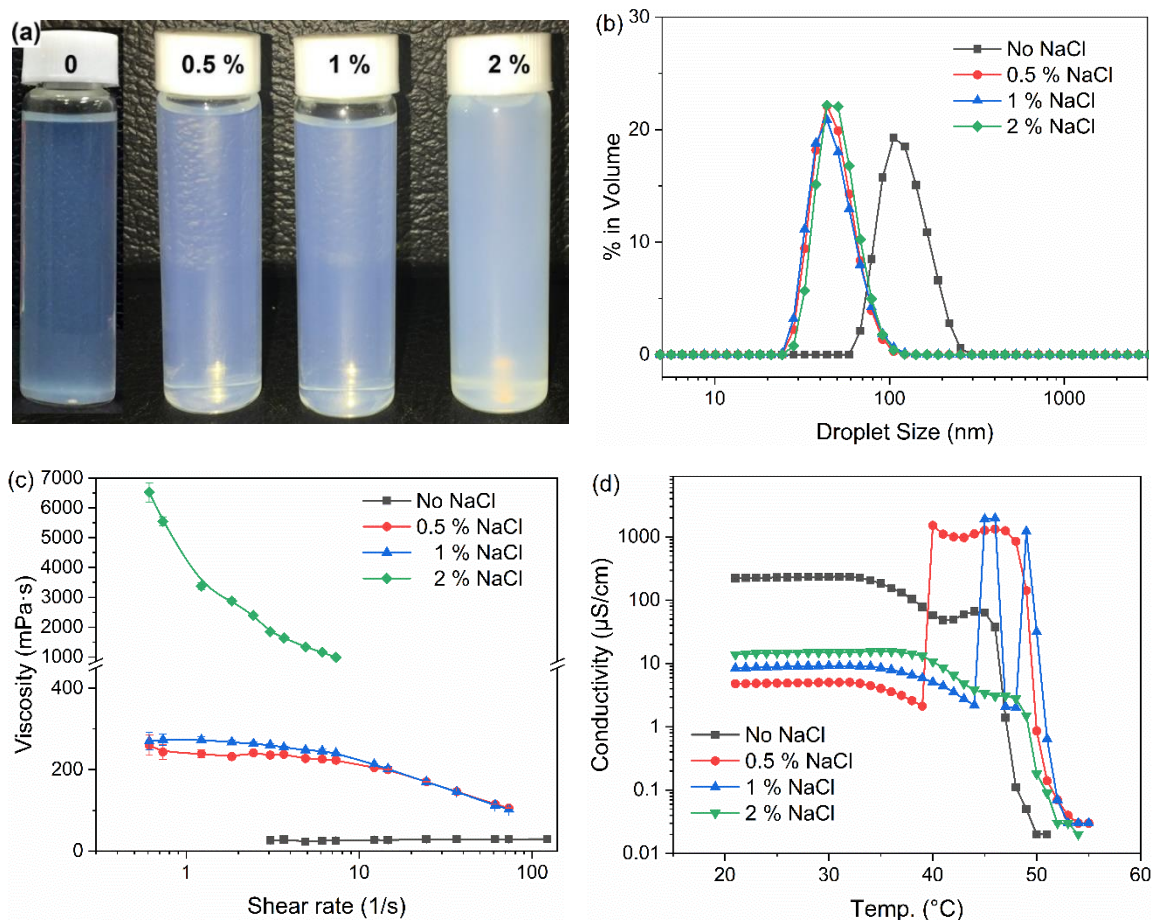 (a)
0
0.5 %
1 %
2 %
(b)
30
20
10
0
% in Volume
10
100
1000
Droplet Size (nm)
No NaCl
0.5 % NaCl
1 % NaCl
2 % NaCl
(c)
7000
6000
5000
4000
3000
2000
1000
400
200
0
Viscosity (mPa·s)
1
10
100
Shear rate (1/s)
No NaCl
0.5 % NaCl
1 % NaCl
2 % NaCl
(d)
1000
100
10
1
0.1
0.01
Conductivity (µS/cm)
20
30
40
50
60
Temp. (°C)
No NaCl
0.5 % NaCl
1 % NaCl
2 % NaCl